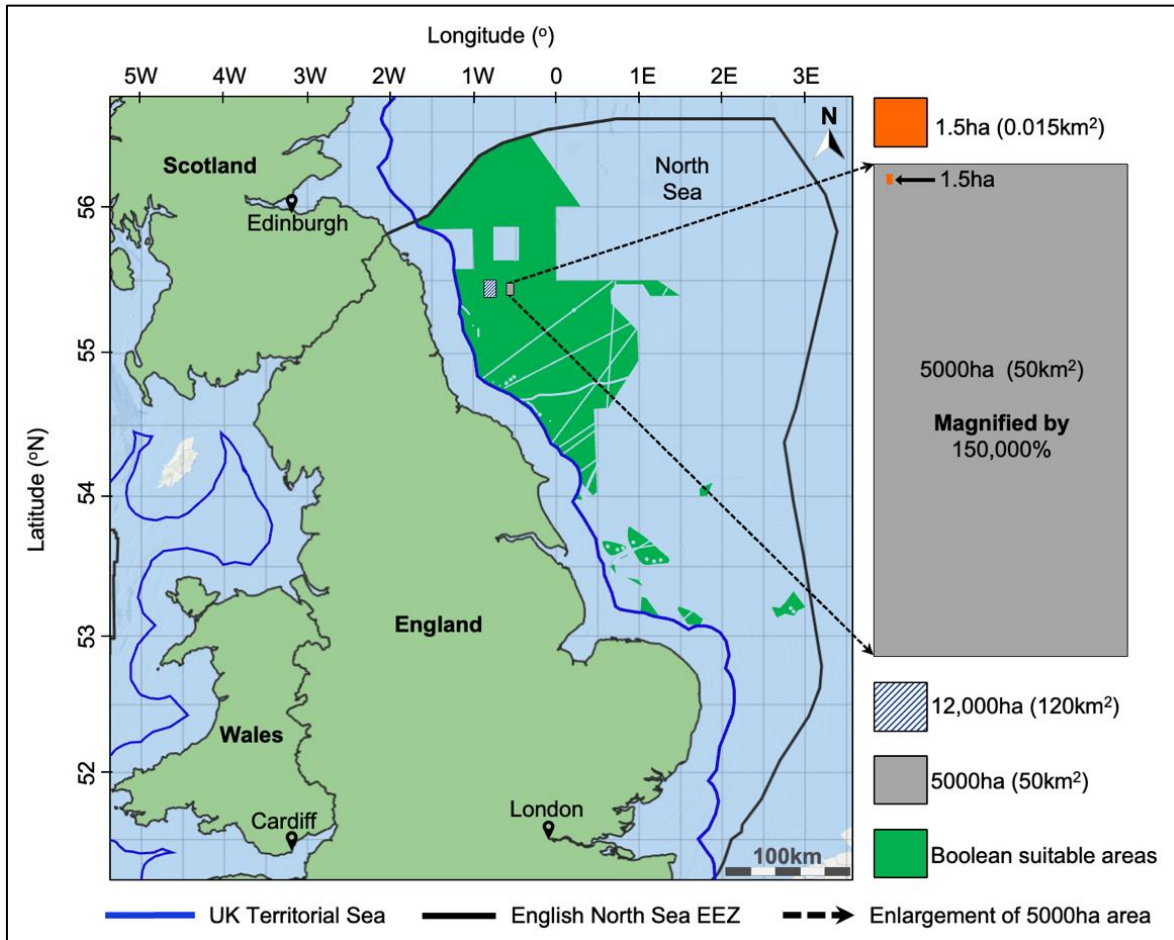 Longitude (º)
5W 4W 3W 2W 1W 0 1E 2E 3E
N
Scotland
North
Sea
Edinburgh
56
55
54
53
52
Latitude (ºN)
England
Wales
Cardiff
London
100km
1.5ha (0.015km²)
1.5ha
5000ha (50km²)
Magnified by
150,000%
12,000ha (120km²)
5000ha (50km²)
Boolean suitable areas
UK Territorial Sea
English North Sea EEZ
Enlargement of 5000ha area